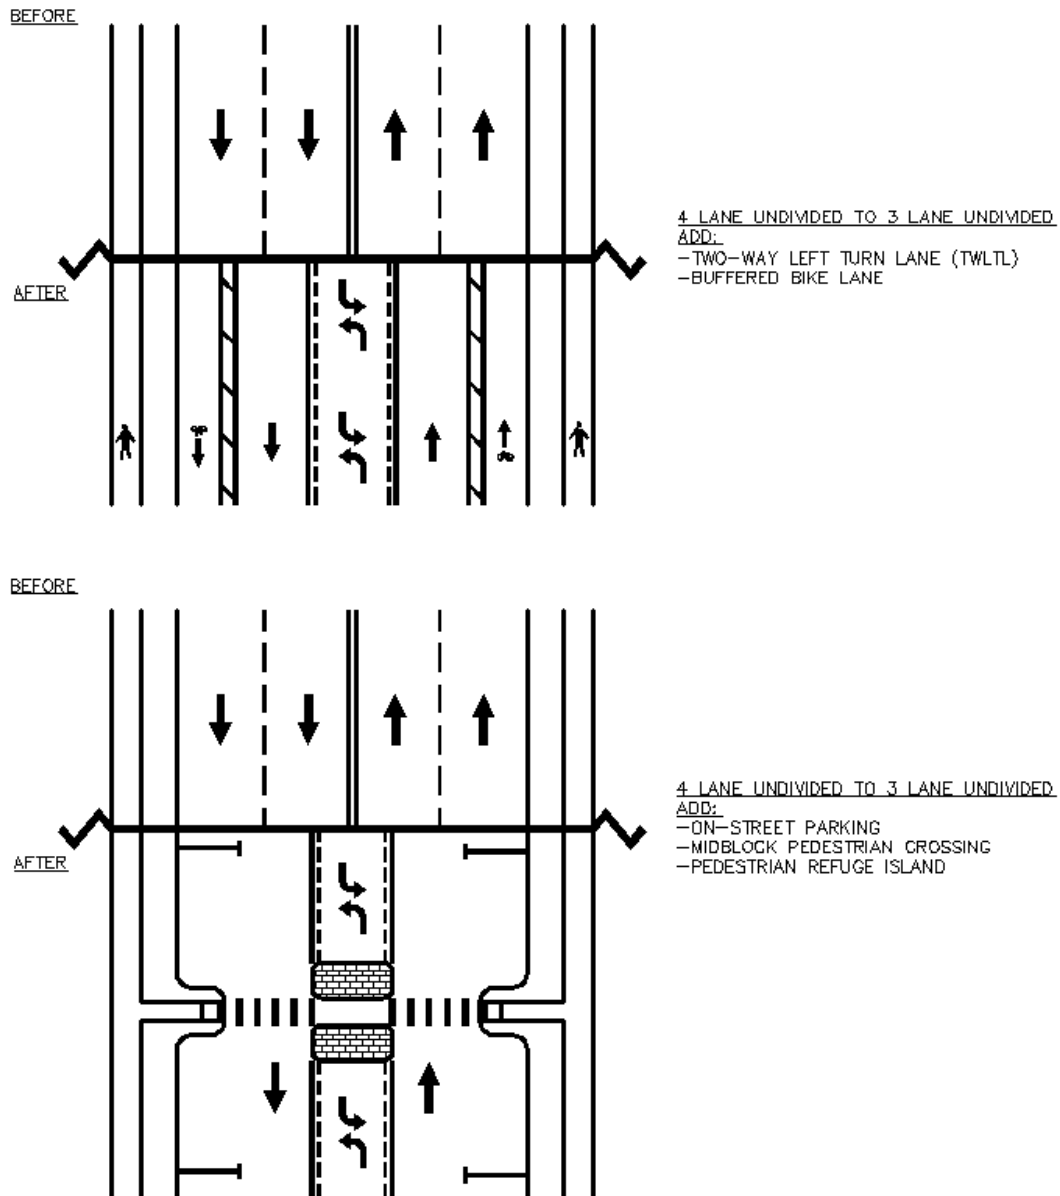 BEFORE
4 LANE UNDIVIDED TO 3 LANE UNDIVIDED
ADD:
-TWO-WAY LEFT TURN LANE (TWLTL)
-BUFFERED BIKE LANE
AFTER
BEFORE
4 LANE UNDIVIDED TO 3 LANE UNDIVIDED
ADD:
-ON-STREET PARKING
-MIDBLOCK PEDESTRIAN CROSSING
-PEDESTRIAN REFUGE ISLAND
AFTER